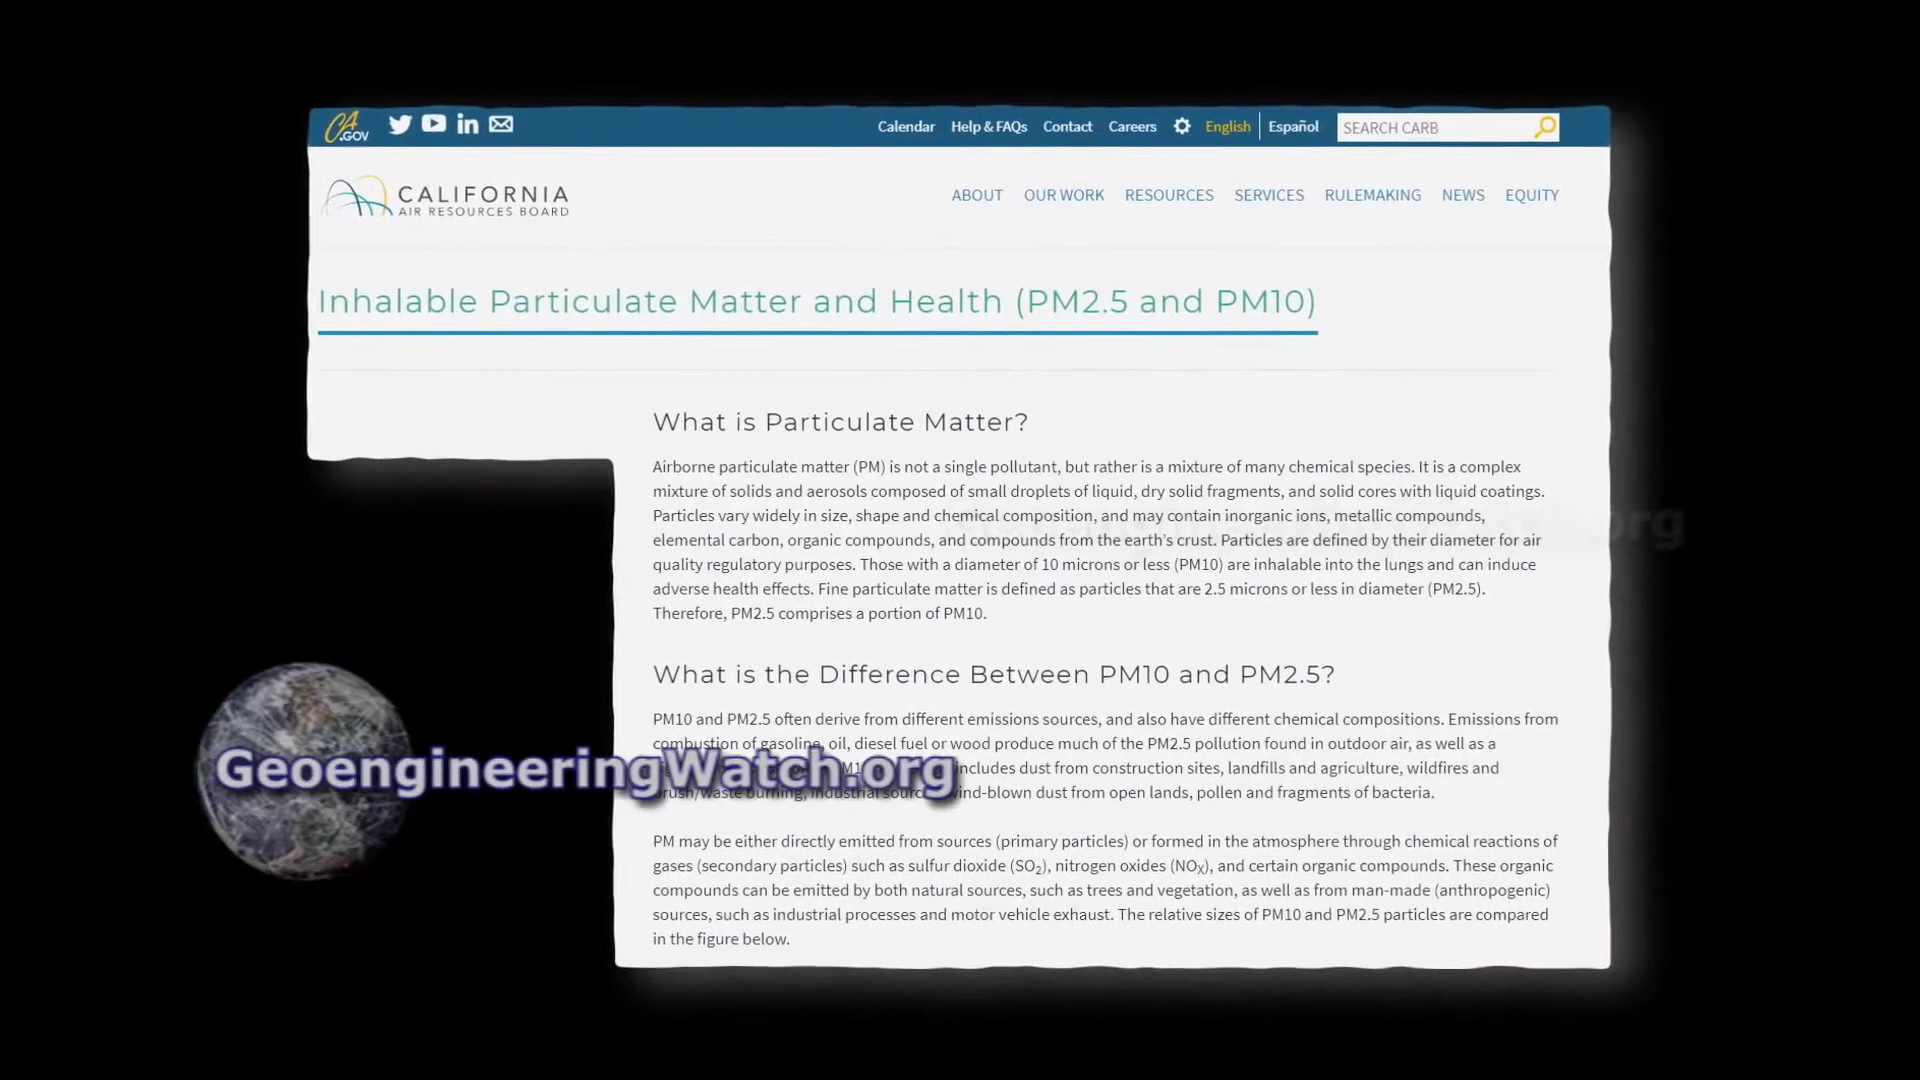 CA.GOV
Calendar Help & FAQs Contact Careers English Español SEARCH CARB
CALIFORNIA
AIR RESOURCES BOARD
ABOUT OUR WORK RESOURCES SERVICES RULEMAKING NEWS EQUITY
Inhalable Particulate Matter and Health (PM2.5 and PM10)
What is Particulate Matter?
Airborne particulate matter (PM) is not a single pollutant, but rather is a mixture of many chemical species. It is a complex
mixture of solids and aerosols composed of small droplets of liquid, dry solid fragments, and solid cores with liquid coatings.
Particles vary widely in size, shape and chemical composition, and may contain inorganic ions, metallic compounds,
elemental carbon, organic compounds, and compounds from the earth's crust. Particles are defined by their diameter for air
quality regulatory purposes. Those with a diameter of 10 microns or less (PM10) are inhalable into the lungs and can induce
adverse health effects. Fine particulate matter is defined as particles that are 2.5 microns or less in diameter (PM2.5).
Therefore, PM2.5 comprises a portion of PM10.
What is the Difference Between PM10 and PM2.5?
PM10 and PM2.5 often derive from different emissions sources, and also have different chemical compositions. Emissions from
combustion of gasoline, oil, diesel fuel or wood produce much of the PM2.5 pollution found in outdoor air, as well as a
includes dust from construction sites, landfills and agriculture, wildfires and
GeoengineeringWatch.org
brush/waste burning, industrial wind-blown dust from open lands, pollen and fragments of bacteria.
PM may be either directly emitted from sources (primary particles) or formed in the atmosphere through chemical reactions of
gases (secondary particles) such as sulfur dioxide (SO2), nitrogen oxides (NOX), and certain organic compounds. These organic
compounds can be emitted by both natural sources, such as trees and vegetation, as well as from man-made (anthropogenic)
sources, such as industrial processes and motor vehicle exhaust. The relative sizes of PM10 and PM2.5 particles are compared
in the figure below.